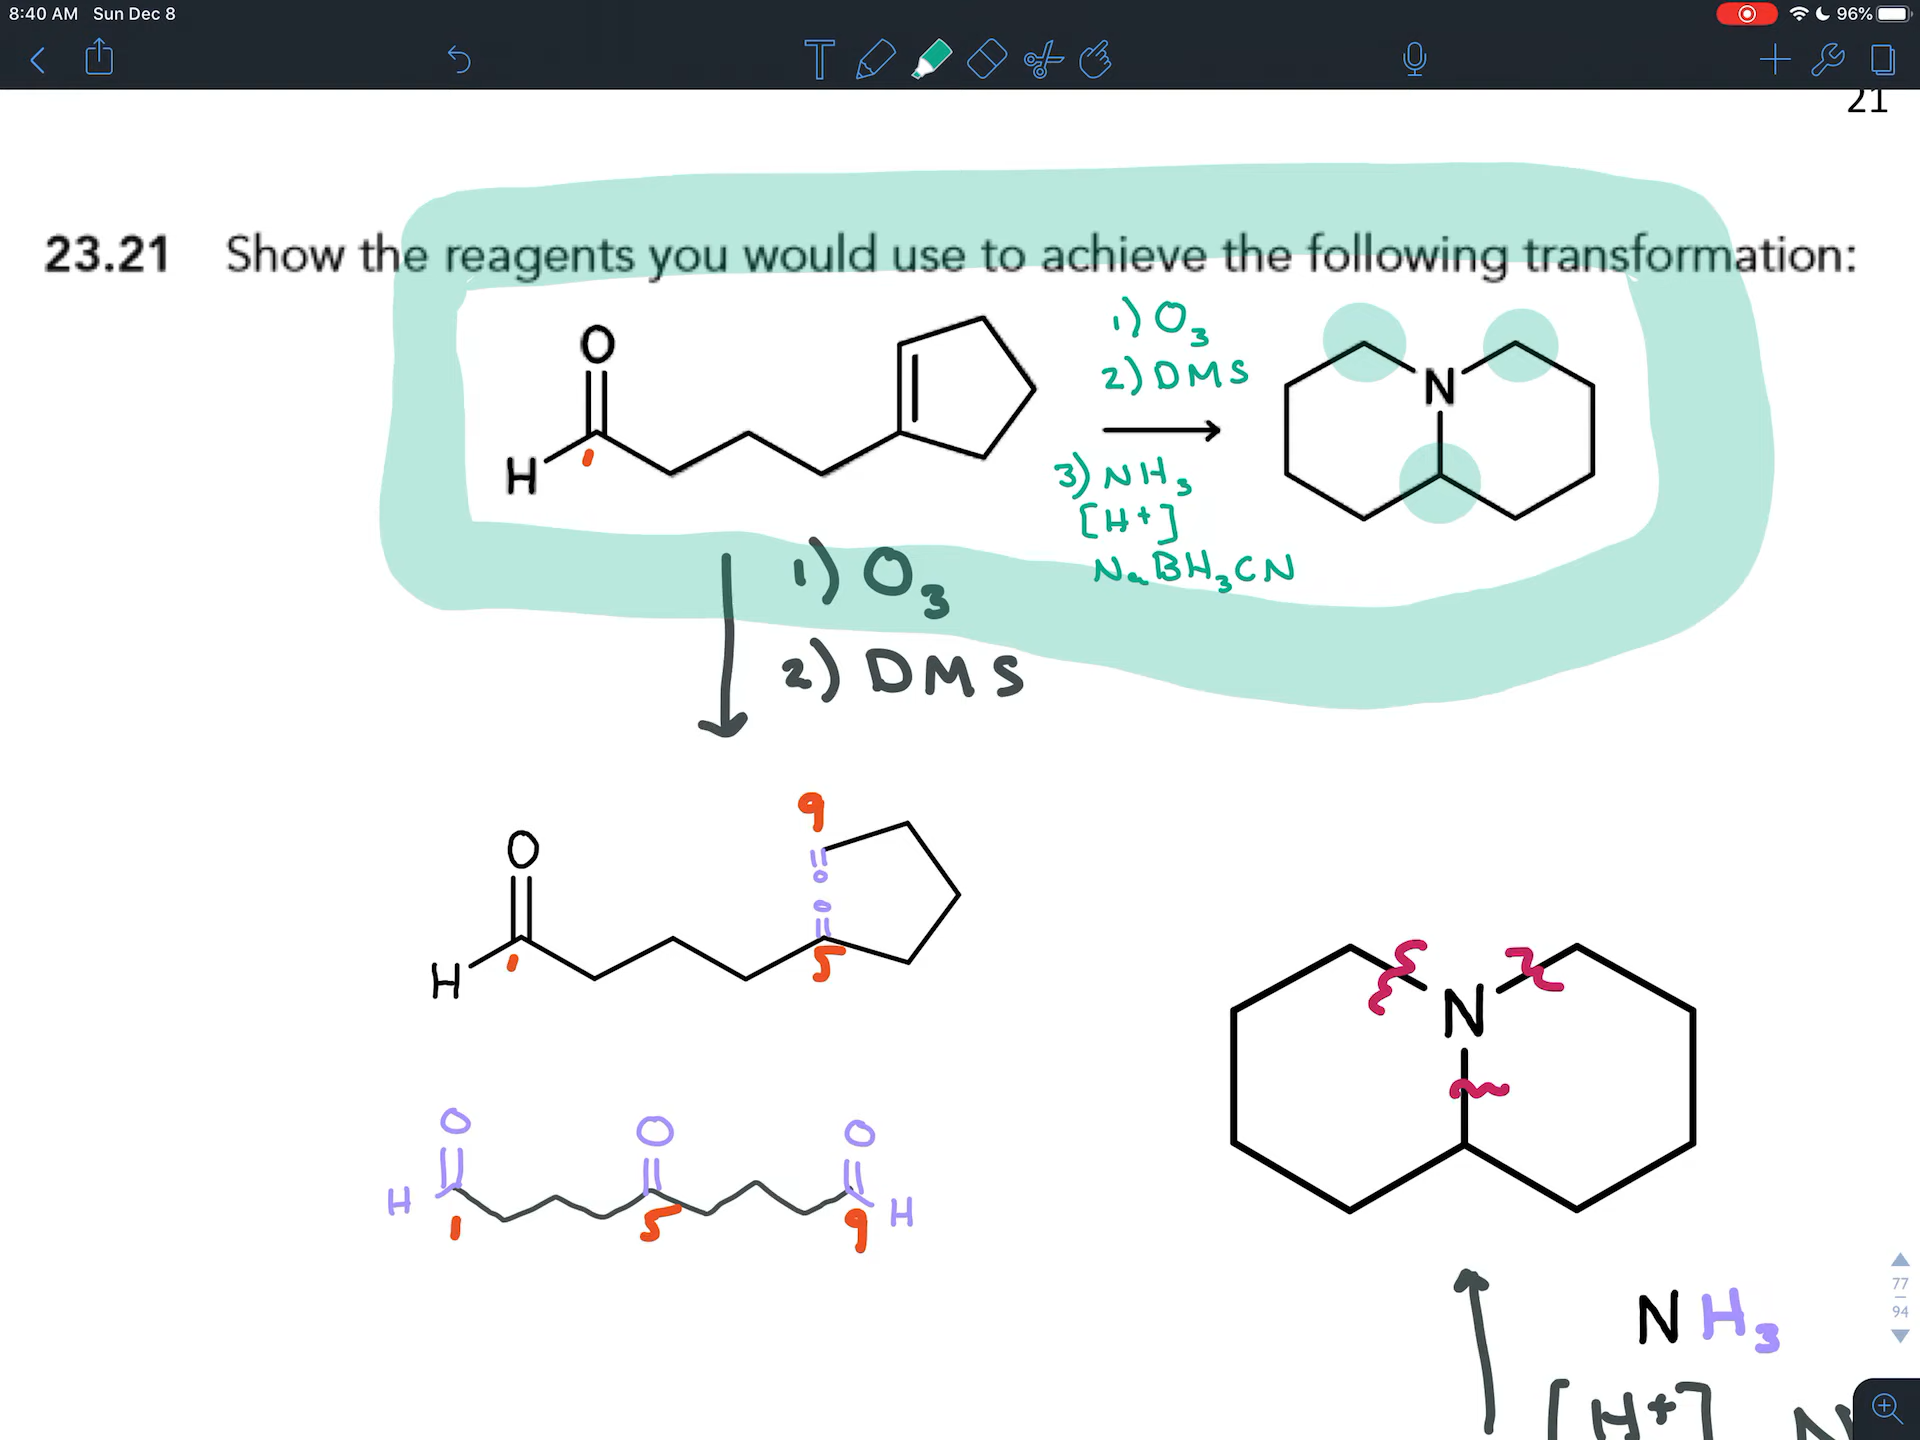 8:40 AM Sun Dec 8
96%
T
21
23.21 Show the reagents you would use to achieve the following transformation:
O
H
1) O3
2) DMS
3) NH3
[H+]
NaBH3CN
N
1
1) O3
2) DMS
O
H
1
9
O
O
5
N
O
O
O
H
H
1
5
9
77
94
NH3
[H+] N